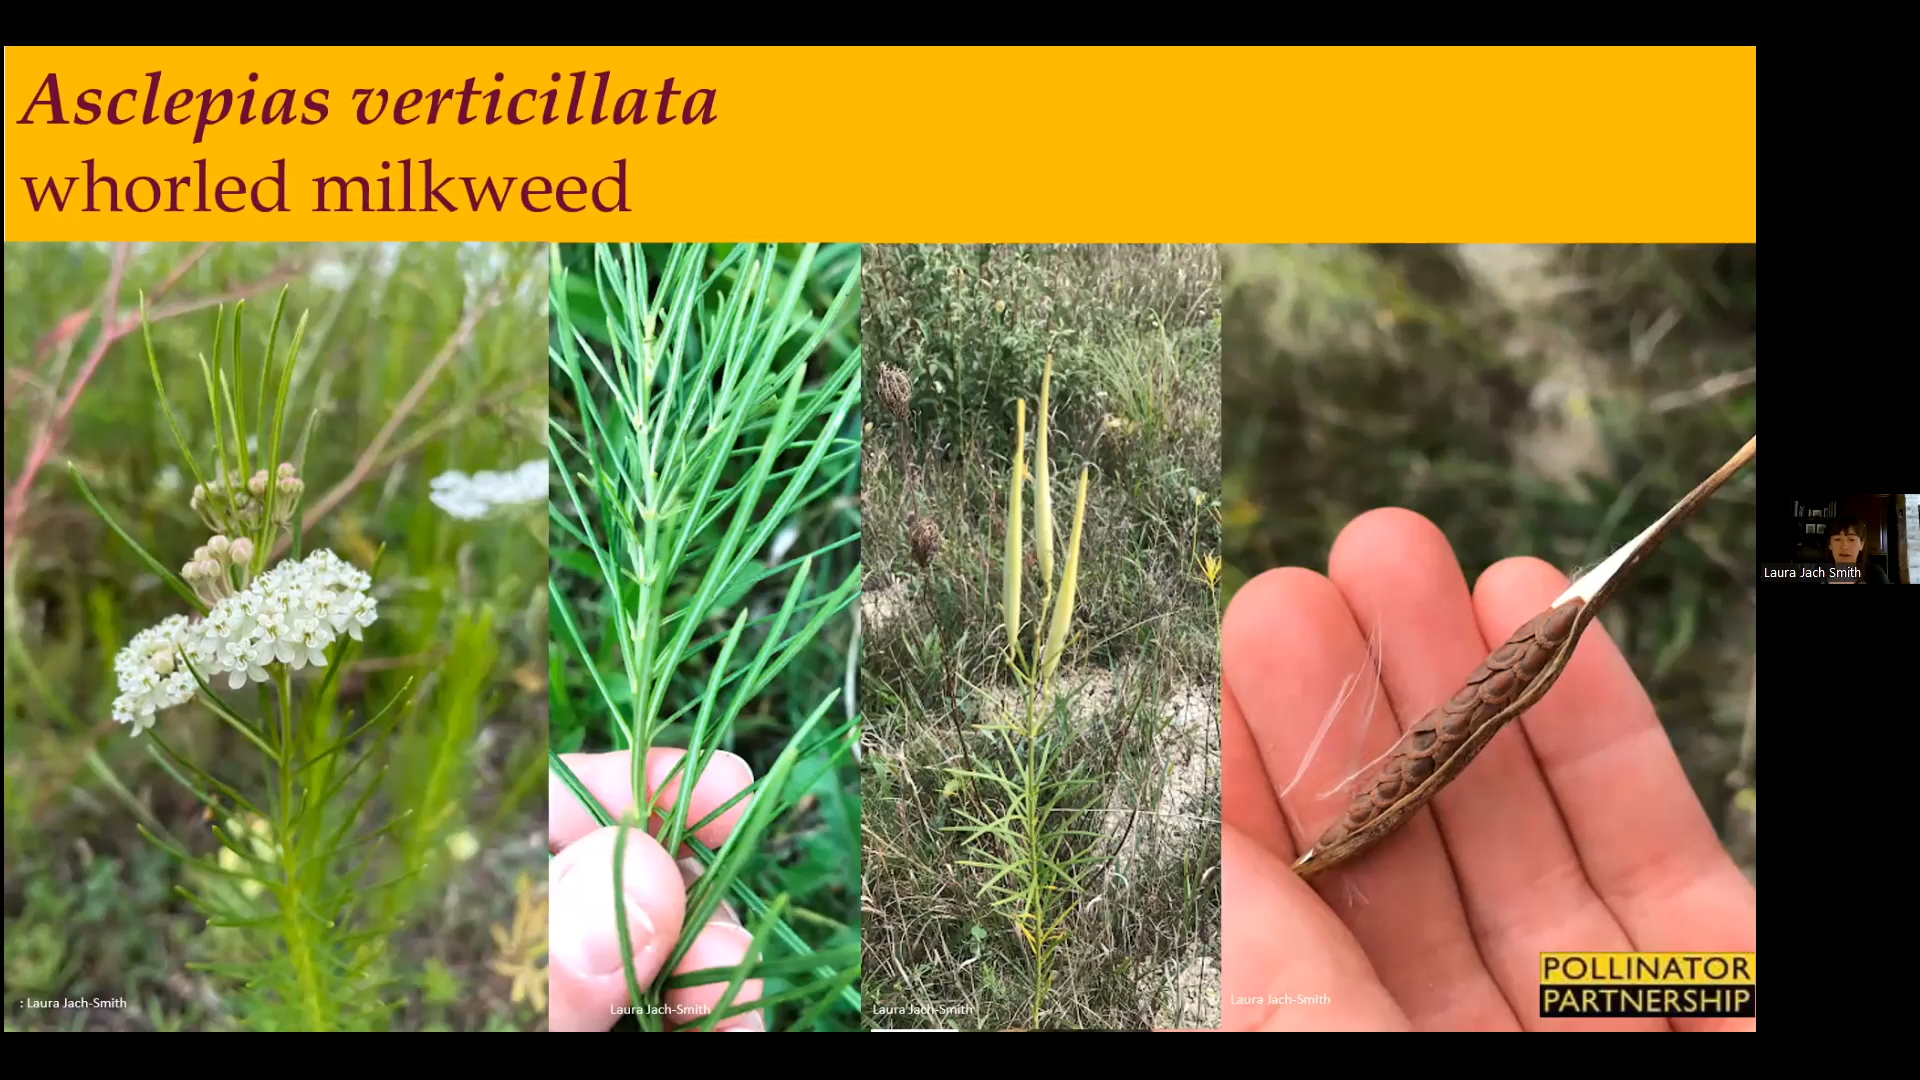 Asclepias verticillata
whorled milkweed
: Laura Jach-Smith
Laura Jach-Smith
Laura Jach-Smith
Laura Jach-Smith
POLLINATOR
PARTNERSHIP
Laura Jach Smith